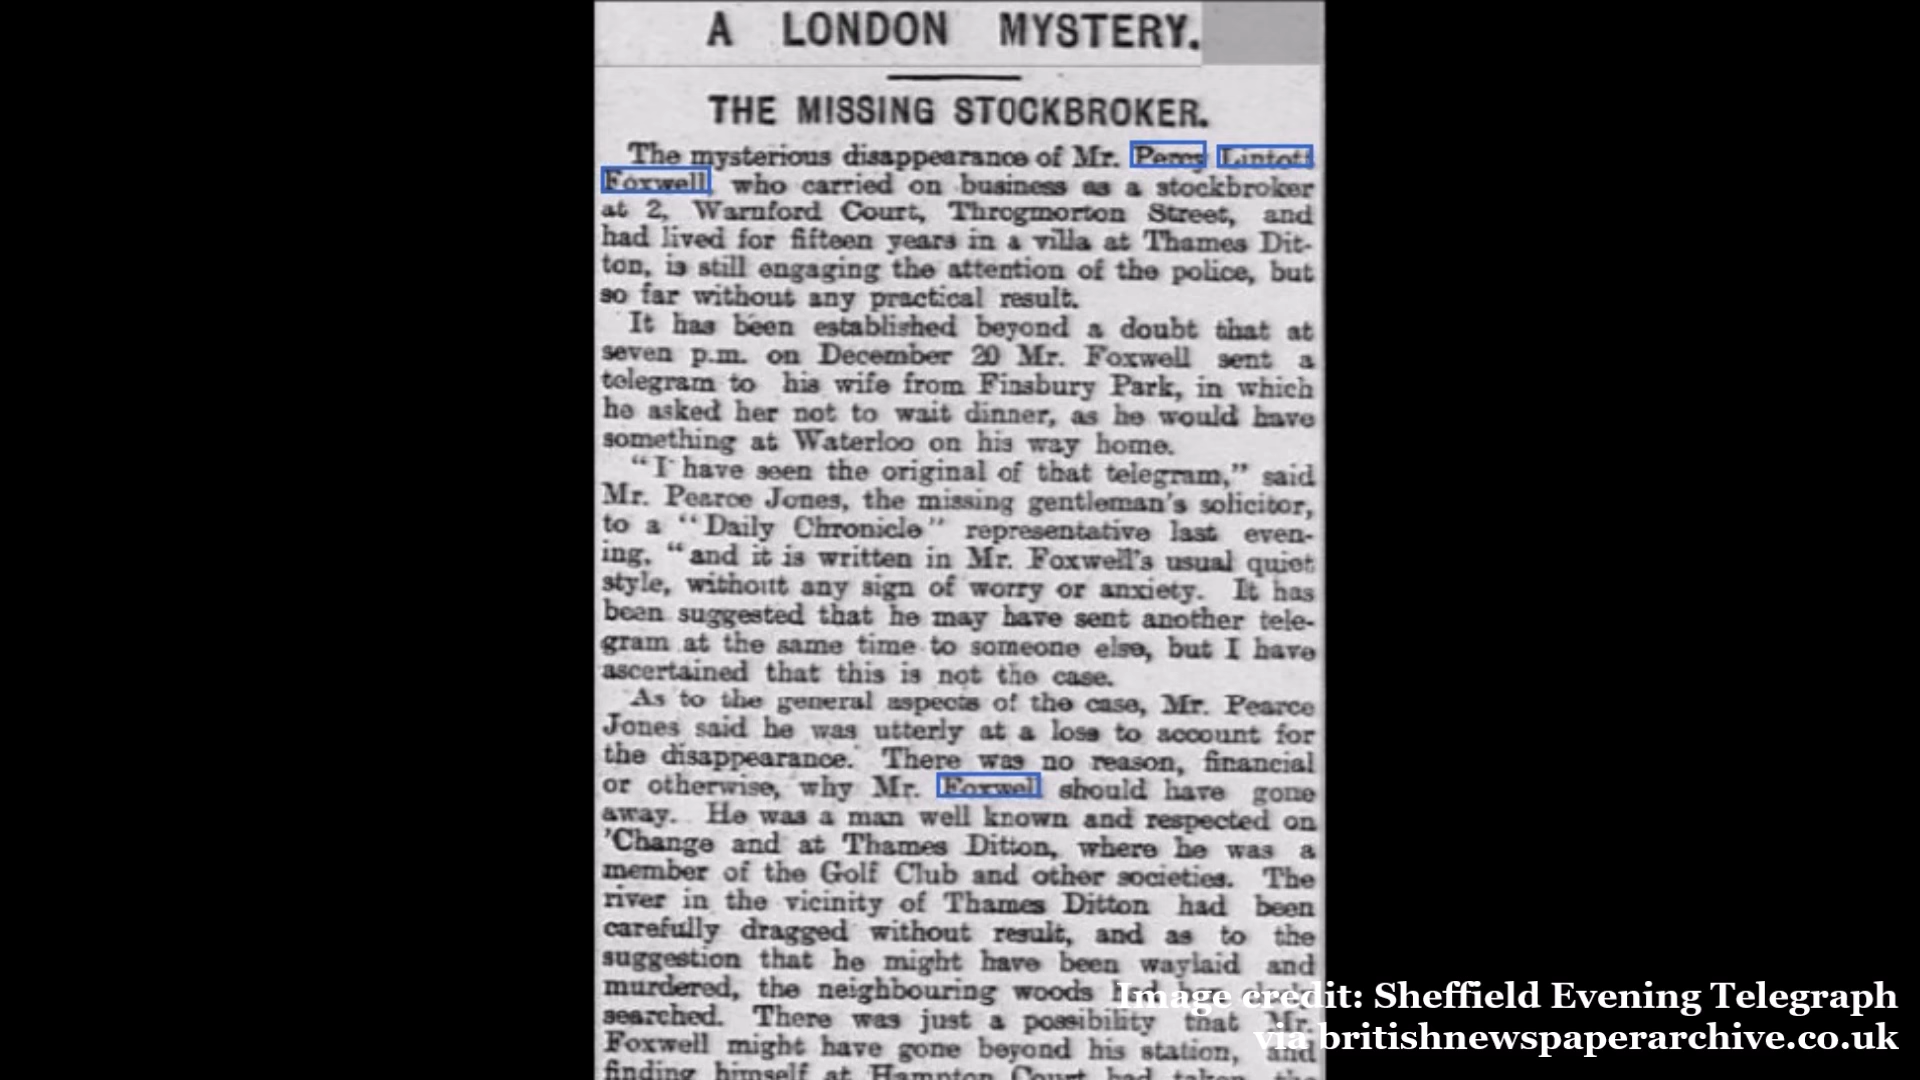 A LONDON MYSTERY.
THE MISSING STOCKBROKER.
The mysterious disappearance of Mr. Percy Lintott
Foxwell, who carried on business as a stockbroker
at 2, Warnford Court, Throgmorton Street, and
had lived for fifteen years in a villa at Thames Dit-
ton, is still engaging the attention of the police, but
so far without any practical result.
It has been established beyond a doubt that at
seven p.m. on December 20 Mr. Foxwell sent a
telegram to his wife from Finsbury Park, in which
he asked her not to wait dinner, as he would have
something at Waterloo on his way home.
"I have seen the original of that telegram," said
Mr. Pearce Jones, the missing gentleman's solicitor,
to a "Daily Chronicle" representative last even-
ing, "and it is written in Mr. Foxwell's usual quiet
style, without any sign of worry or anxiety. It has
been suggested that he may have sent another tele-
gram at the same time to someone else, but I have
ascertained that this is not the case.
As to the general aspects of the case, Mr. Pearce
Jones said he was utterly at a loss to account for
the disappearance. There was no reason, financial
or otherwise, why Mr. Foxwell should have gone
away. He was a man well known and respected on
'Change and at Thames Ditton, where he was a
member of the Golf Club and other societies. The
river in the vicinity of Thames Ditton had been
carefully dragged without result, and as to the
suggestion that he might have been waylaid and
murdered, the neighbouring woods had
searched. There was just a possibility that Mr.
Foxwell might have gone beyond his station, and
finding himself at Hampton Court had taken the
Image credit: Sheffield Evening Telegraph
via britishnewspaperarchive.co.uk